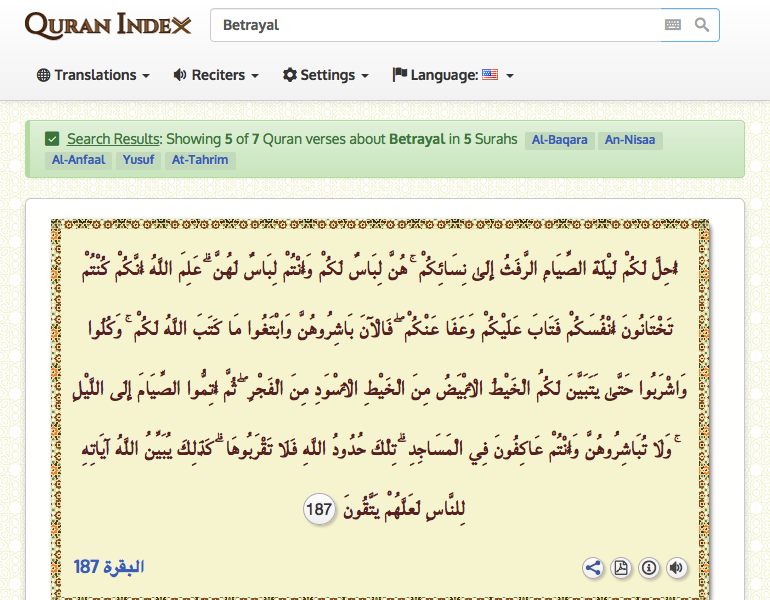 QURAN INDEX
Betrayal
Translations Reciters Settings Language:
Search Results: Showing 5 of 7 Quran verses about Betrayal in 5 Surahs Al-Baqara An-Nisaa
Al-Anfaal Yusuf At-Tahrim
أُحِلَّ لَكُمْ لَيْلَةَ الصِّيَامِ الرَّفَثُ إِلَىٰ نِسَائِكُمْ ۚ هُنَّ لِبَاسٌ لَكُمْ وَأَنْتُمْ لِبَاسٌ لَهُنَّ ۗ عَلِمَ اللَّهُ أَنَّكُمْ كُنْتُمْ
تَخْتَانُونَ أَنْفُسَكُمْ فَتَابَ عَلَيْكُمْ وَعَفَا عَنْكُمْ ۖ فَالْآنَ بَاشِرُوهُنَّ وَابْتَغُوا مَا كَتَبَ اللَّهُ لَكُمْ ۚ وَكُلُوا
وَاشْرَبُوا حَتَّىٰ يَتَبَيَّنَ لَكُمُ الْخَيْطُ الْأَبْيَضُ مِنَ الْخَيْطِ الْأَسْوَدِ مِنَ الْفَجْرِ ۖ ثُمَّ أَتِمُّوا الصِّيَامَ إِلَى اللَّيْلِ
ۚ وَلَا تُبَاشِرُوهُنَّ وَأَنْتُمْ عَاكِفُونَ فِي الْمَسَاجِدِ ۗ تِلْكَ حُدُودُ اللَّهِ فَلَا تَقْرَبُوهَا ۗ كَذَٰلِكَ يُبَيِّنُ اللَّهُ آيَاتِهِ
لِلنَّاسِ لَعَلَّهُمْ يَتَّقُونَ 187
البقرة 187